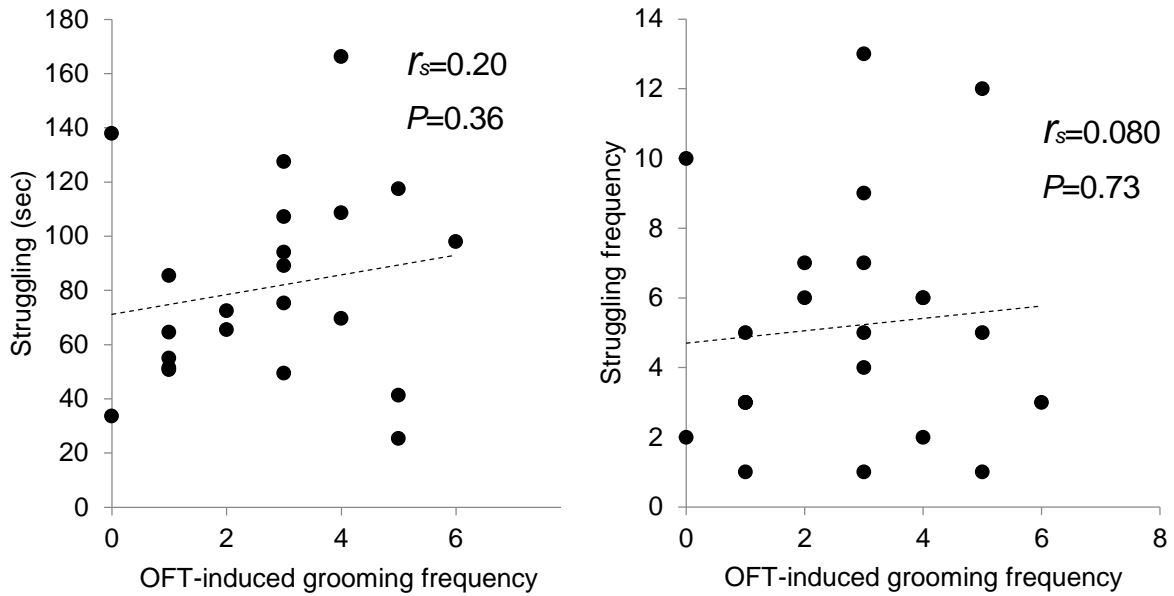 180
160
140
120
100
80
60
40
20
0
Struggling (sec)
rs=0.20
P=0.36
0 2 4 6
OFT-induced grooming frequency
14
12
10
8
6
4
2
0
Struggling frequency
rs=0.080
P=0.73
0 2 4 6 8
OFT-induced grooming frequency